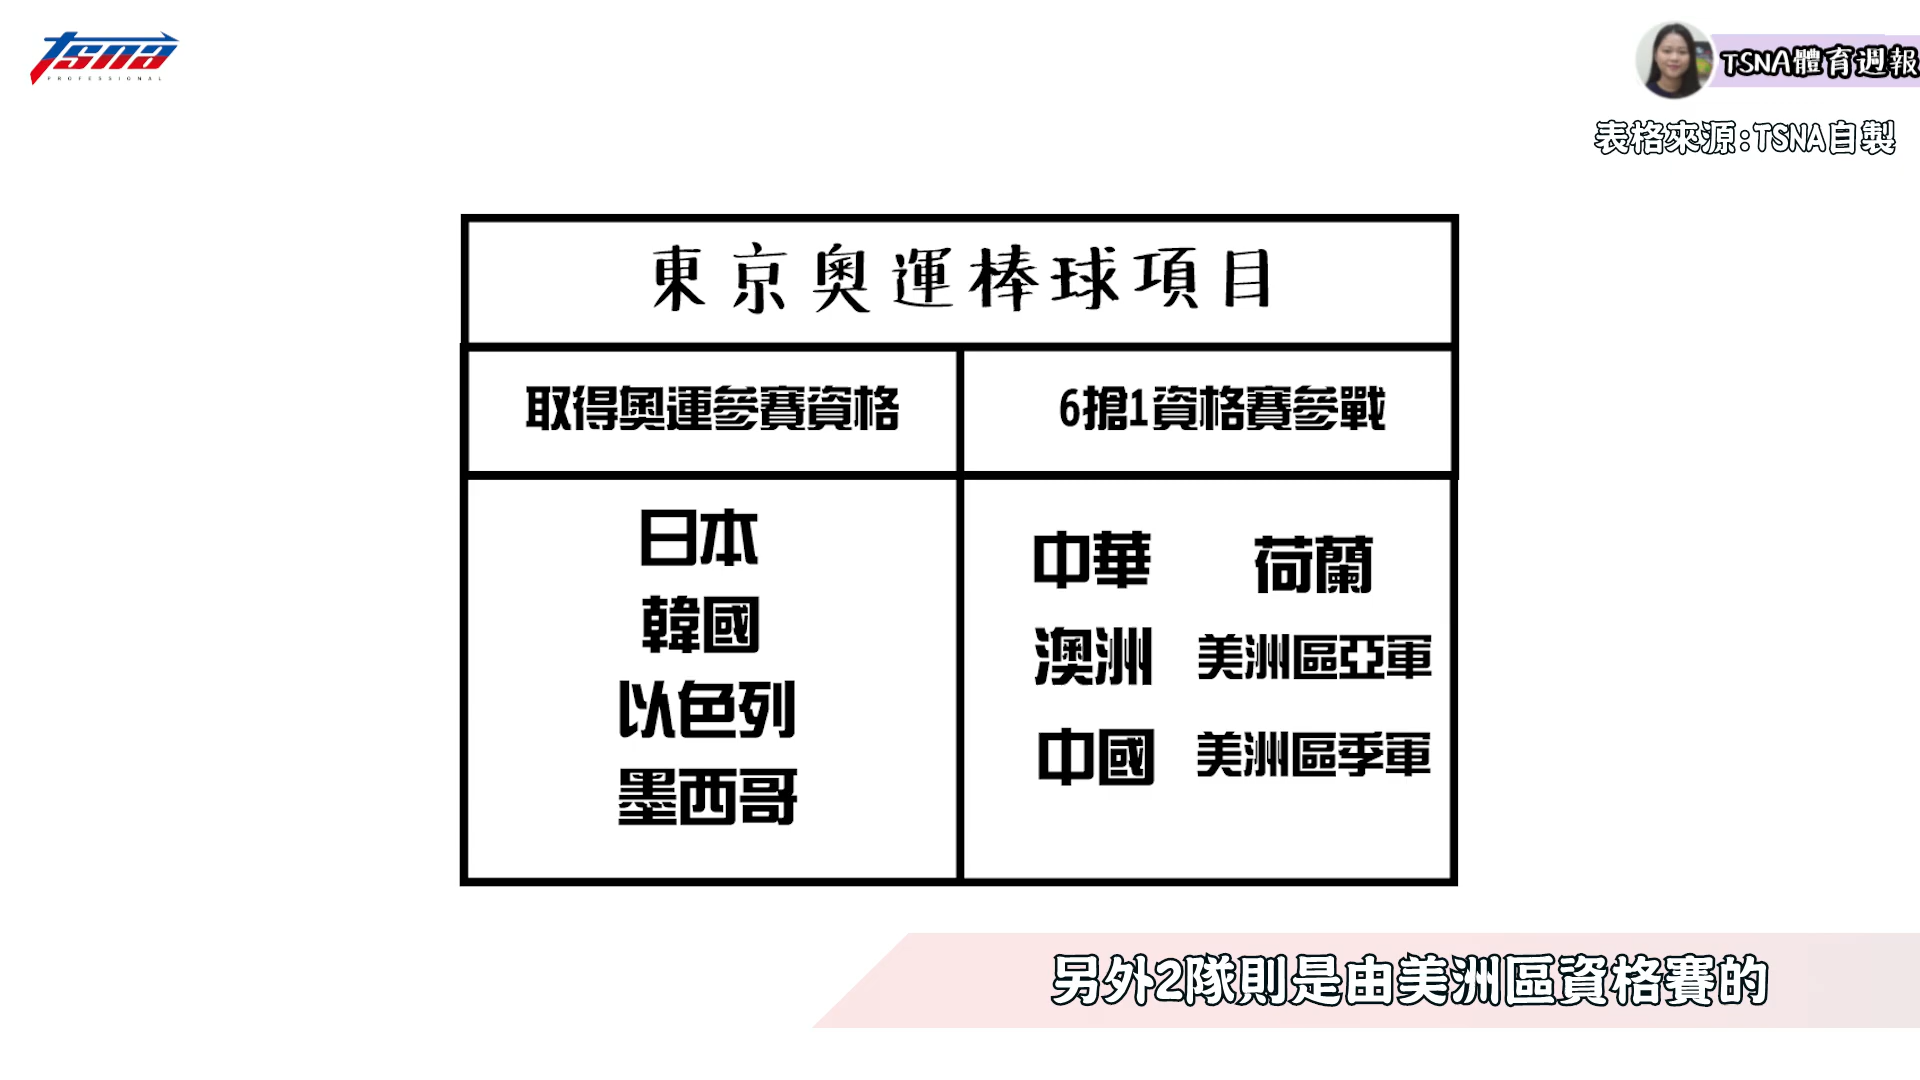 tsna
PROFESSIONAL
TSNA體育週報
表格來源:TSNA自製
東京奧運棒球項目
取得奧運參賽資格
6搶1資格賽參戰
日本
韓國
以色列
墨西哥
中華
荷蘭
澳洲
美洲區亞軍
中國
美洲區季軍
另外2隊則是由美洲區資格賽的